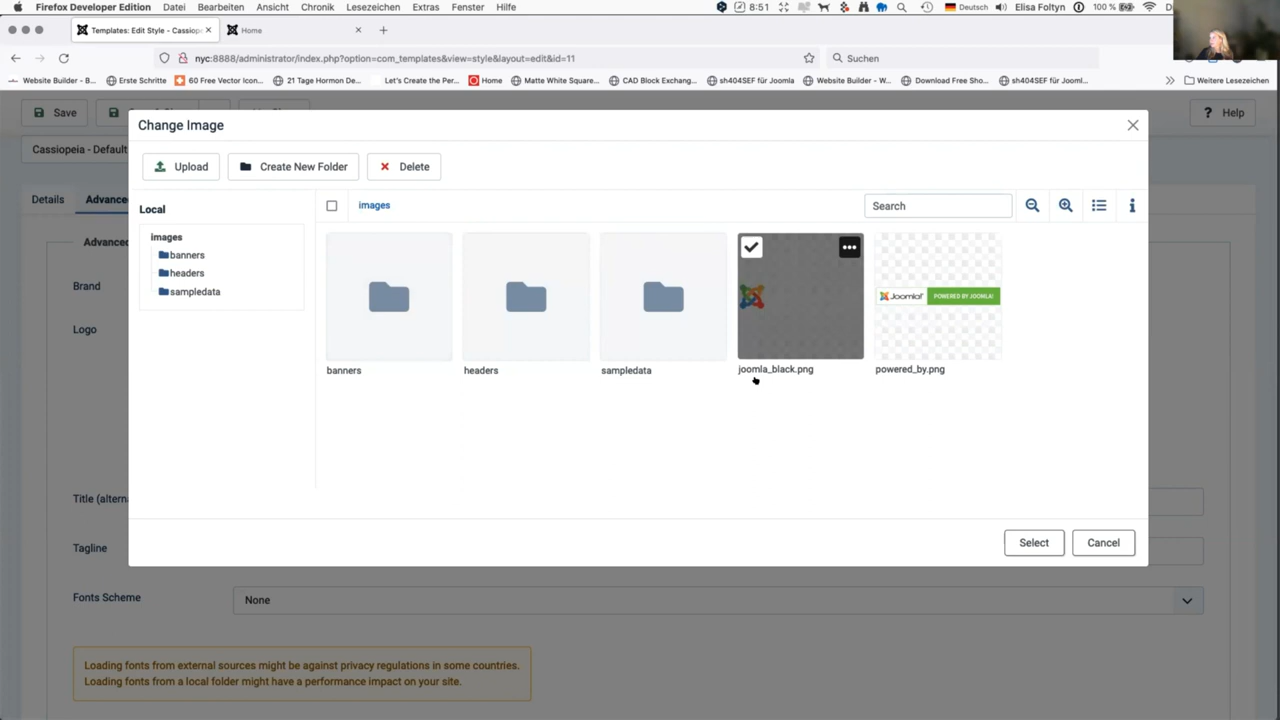 Firefox Developer Edition Datei Bearbeiten Ansicht Chronik Lesezeichen Extras Fenster Hilfe 8:51 Deutsch Elisa Foltyn 100 %
Templates: Edit Style - Cassiop Home
nyc:8888/administrator/index.php?option=com_templates&view=style&layout=edit&id=11 Suchen
Website Builder - B... Erste Schritte 60 Free Vector Icon... 21 Tage Hormon De... Let's Create the Per... Home Matte White Square... CAD Block Exchang... sh404SEF für Joomla Website Builder - W... Download Free Sho... sh404SEF für Jooml... Weitere Lesezeichen
Save Help
Change Image
Cassiopeia - Default
Upload Create New Folder Delete
Details Advance
Local images Search
images
banners
headers
sampledata
Advanced
Brand
Logo
Joomla! POWERED BY JOOMLA!
banners headers sampledata joomla_black.png powered_by.png
Title (altern
Select Cancel
Tagline
Fonts Scheme None
Loading fonts from external sources might be against privacy regulations in some countries.
Loading fonts from a local folder might have a performance impact on your site.